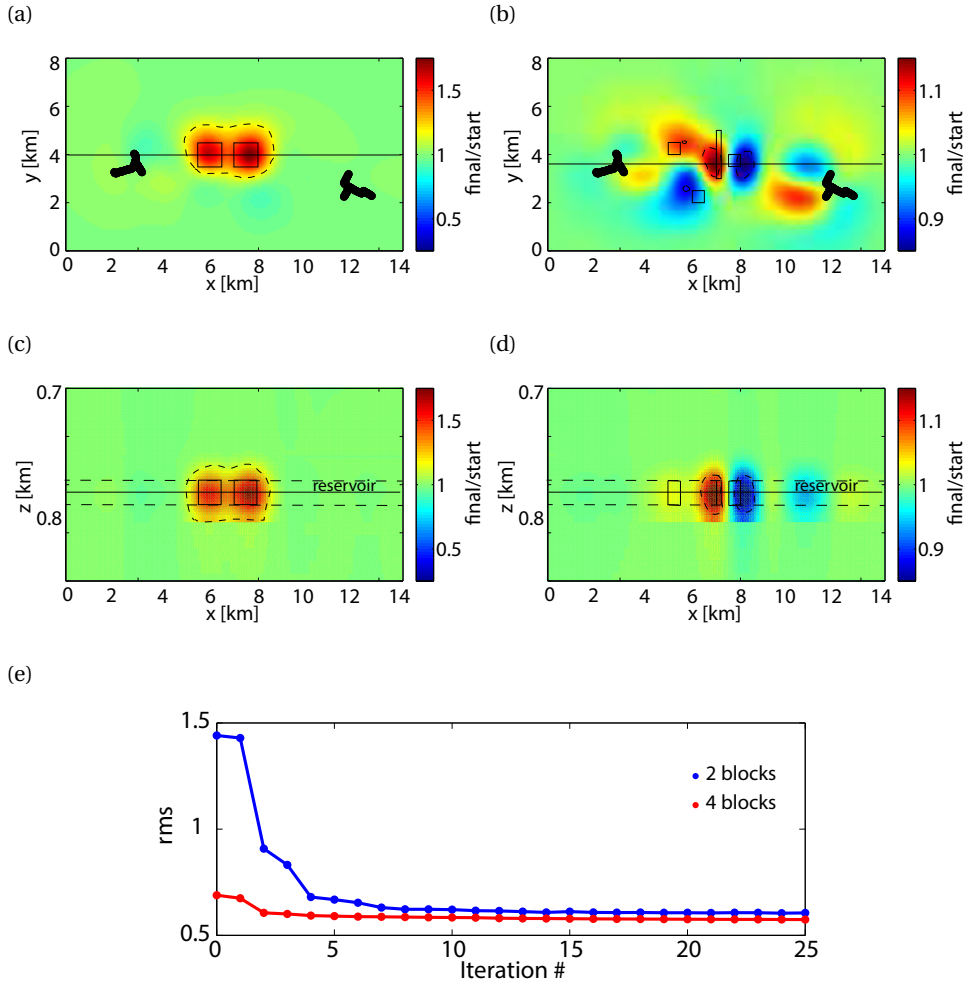 (a)
8
6
4
2
0
y [km]
0 2 4 6 8 10 12 14
x [km]
1.5
1
0.5
final/start
(b)
8
6
4
2
0
y [km]
0 2 4 6 8 10 12 14
x [km]
1.1
1
0.9
final/start
(c)
0.7
0.8
z [km]
reservoir
0 2 4 6 8 10 12 14
x [km]
1.5
1
0.5
final/start
(d)
0.7
0.8
z [km]
reservoir
0 2 4 6 8 10 12 14
x [km]
1.1
1
0.9
final/start
(e)
1.5
1
0.5
rms
2 blocks
4 blocks
0 5 10 15 20 25
Iteration #